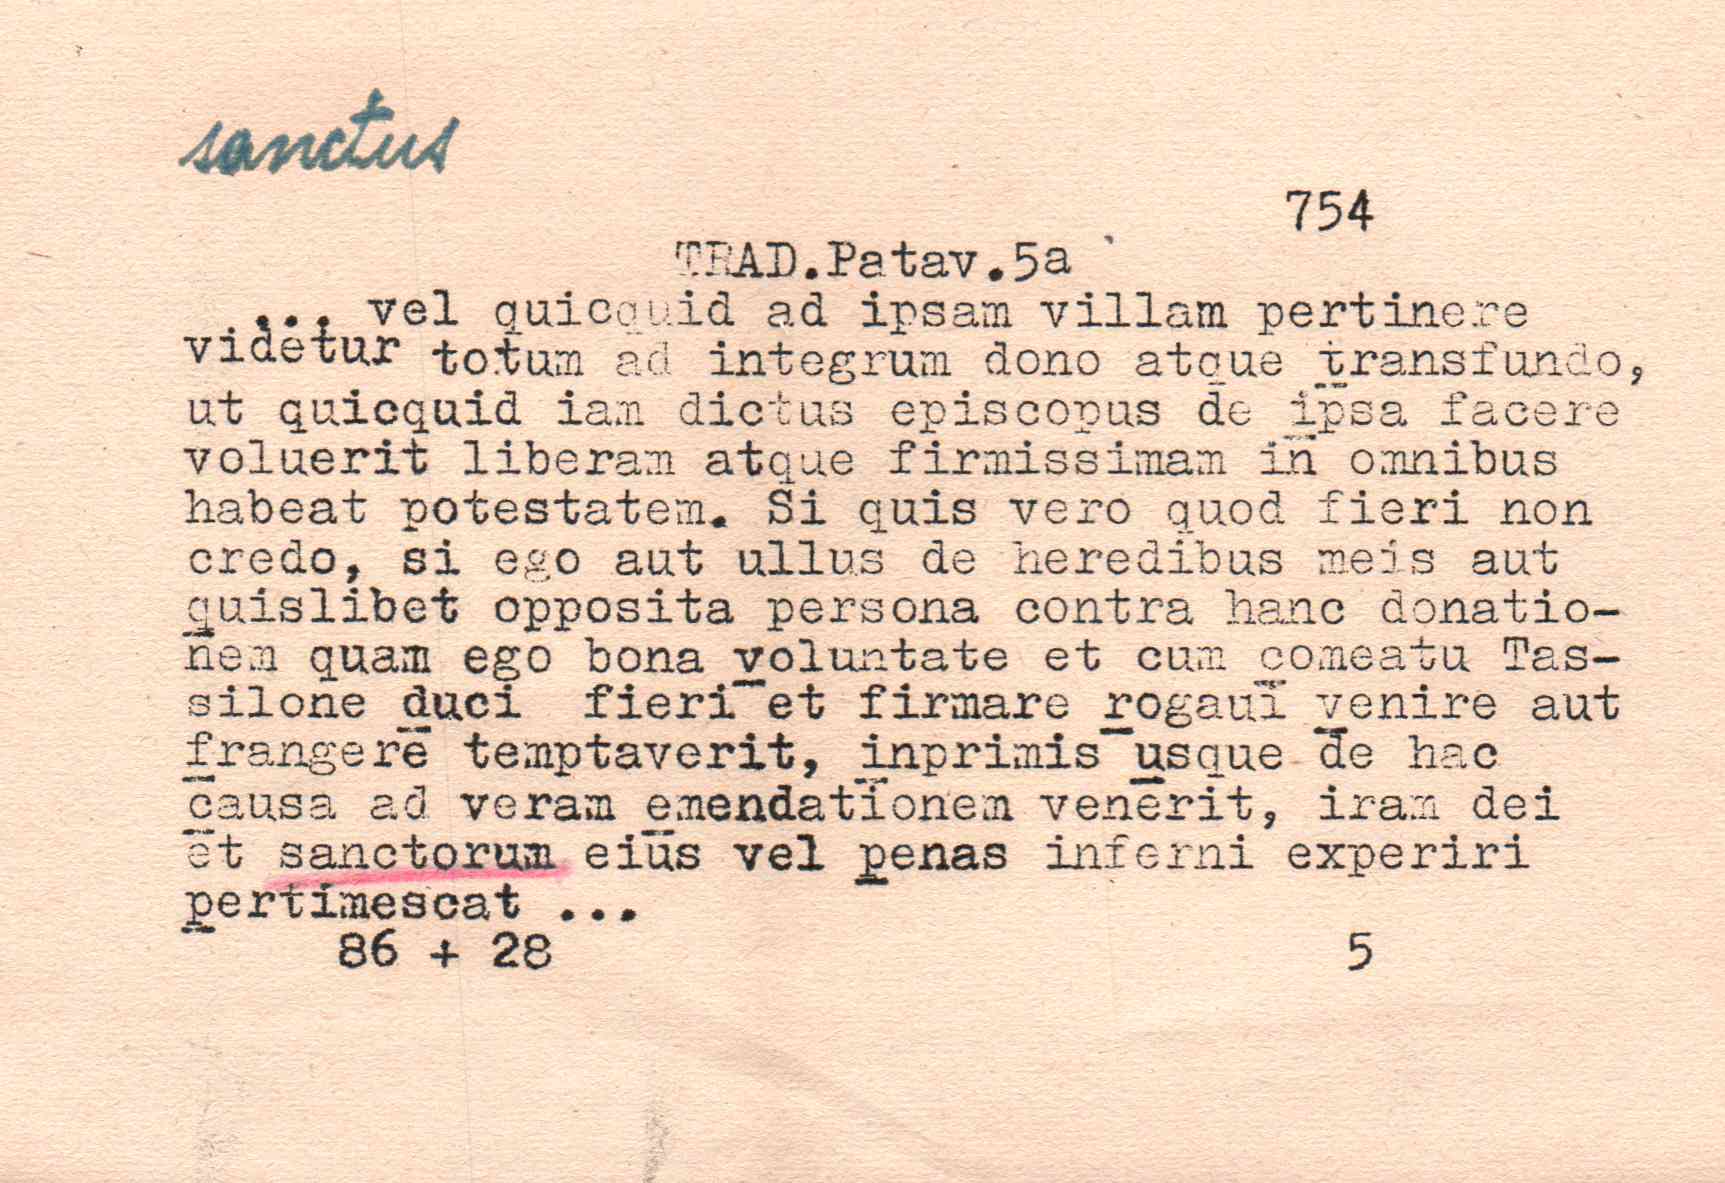 sanctus
754
TRAD.Patav.5a
... vel quicquid ad ipsam villam pertinere
videtur totum ad integrum dono atque transfundo,
ut quicquid iam dictus episcopus de ipsa facere
voluerit liberam atque firmissimam in omnibus
habeat potestatem. Si quis vero quod fieri non
credo, si ego aut ullus de heredibus meis aut
quislibet opposita persona contra hanc donatio-
nem quam ego bona voluntate et cum comeatu Tas-
silone duci fieri et firmare rogaui venire aut
frangere temptaverit, inprimis usque de hac
causa ad veram emendationem venerit, iram dei
et sanctorum eius vel penas inferni experiri
pertimescat ...
86 + 28 5